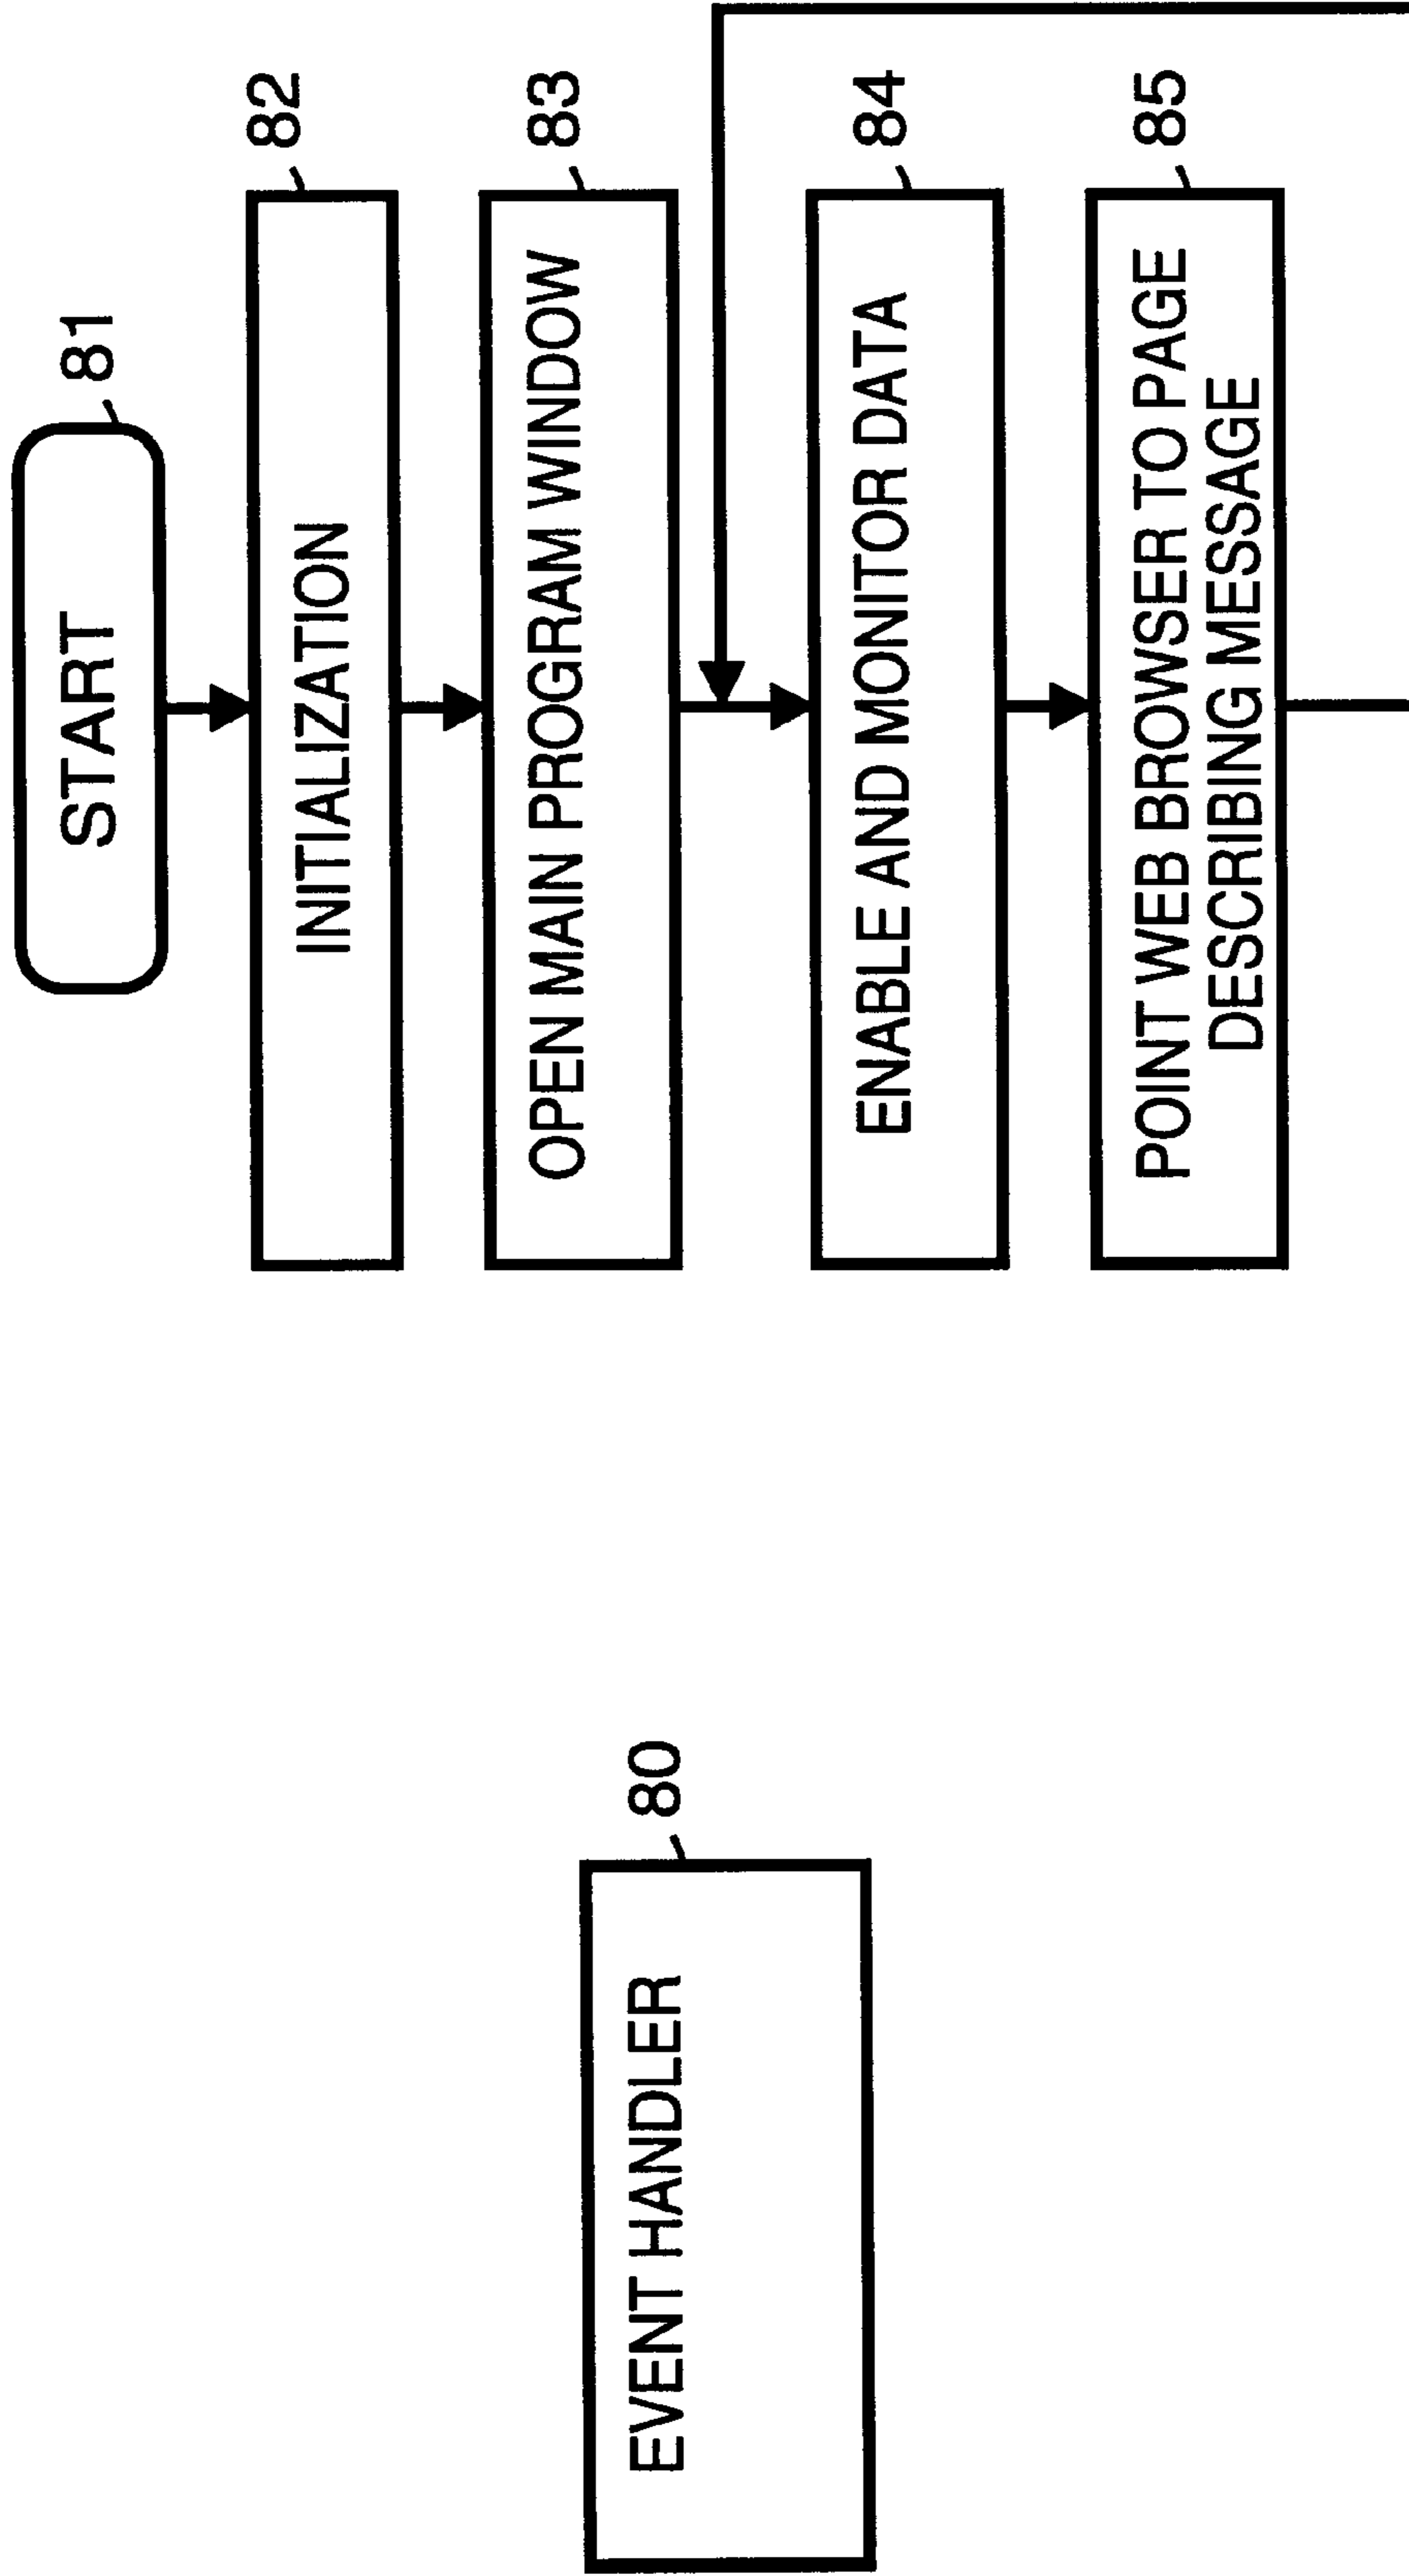 START
81
INITIALIZATION
82
OPEN MAIN PROGRAM WINDOW
83
ENABLE AND MONITOR DATA
84
POINT WEB BROWSER TO PAGE
DESCRIBING MESSAGE
85
EVENT HANDLER
80